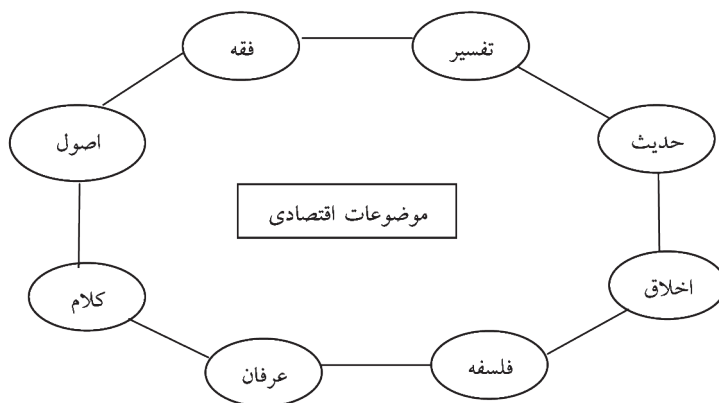 تفسیر
فقه
حدیث
اصول
موضوعات اقتصادی
اخلاق
کلام
فلسفه
عرفان